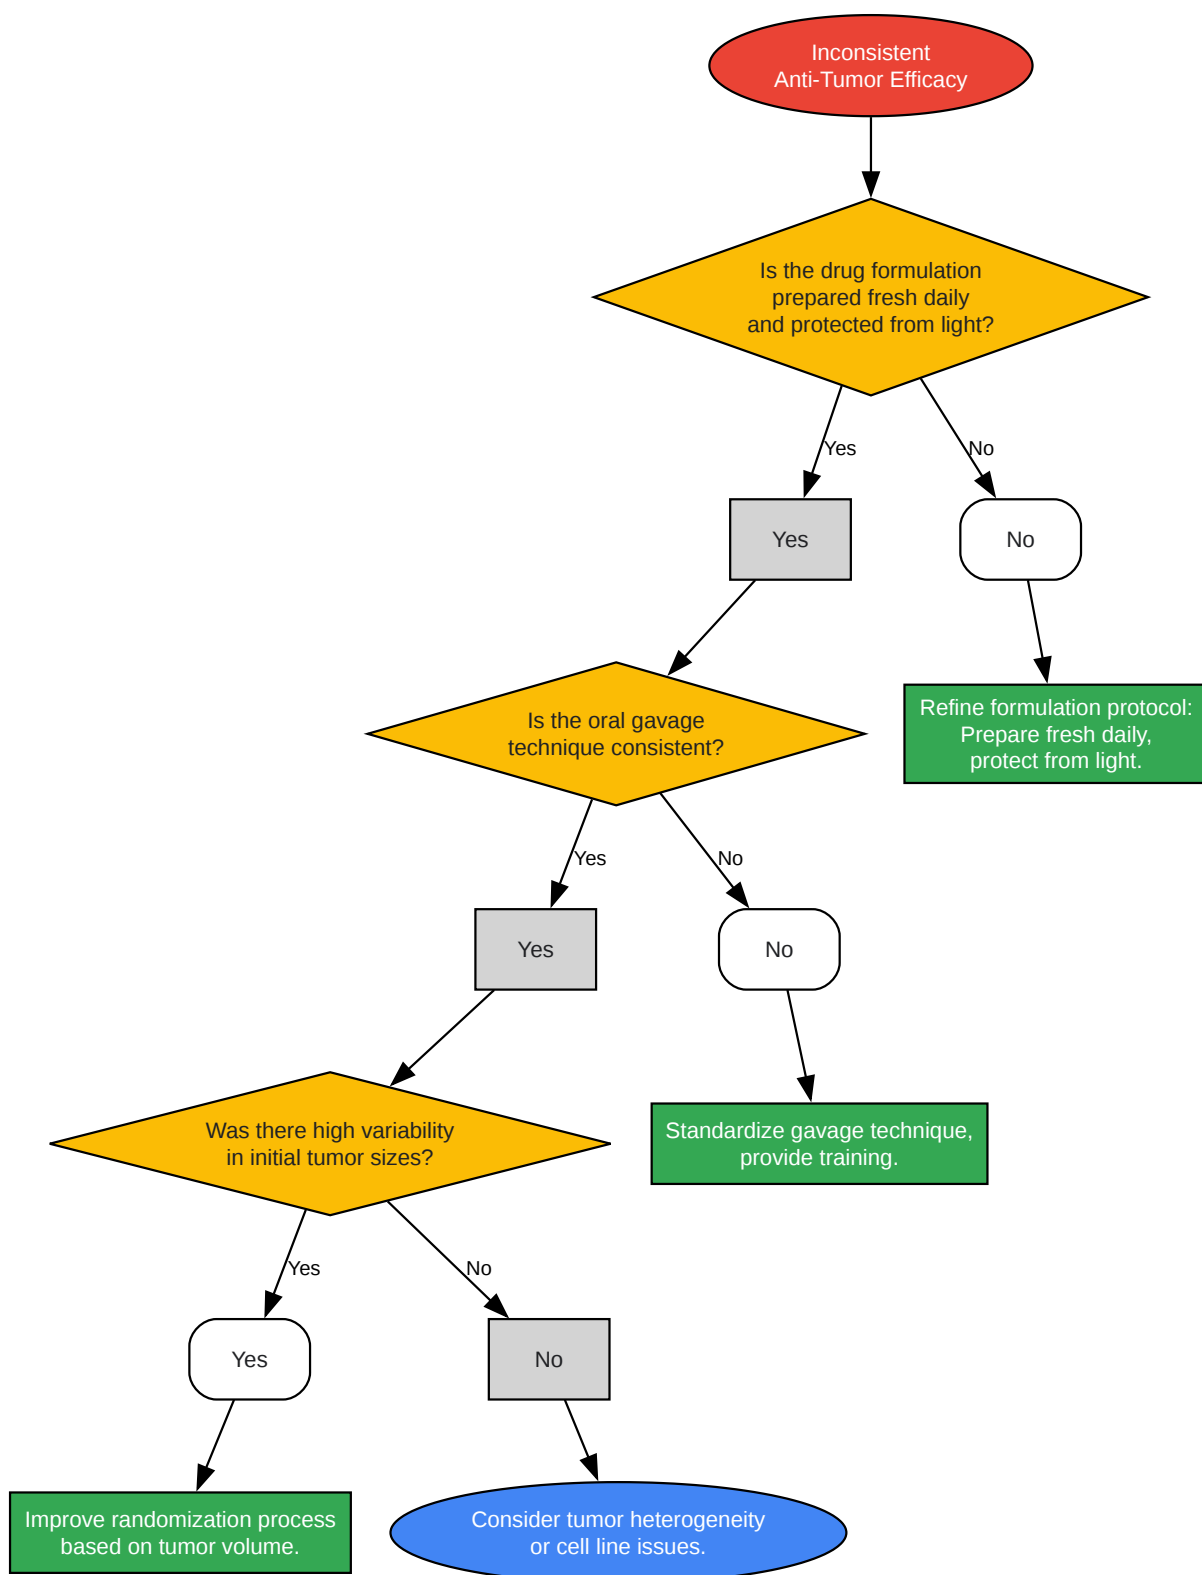 Inconsistent
Anti-Tumor Efficacy
Is the drug formulation
prepared fresh daily
and protected from light?
Yes
No
Yes
No
Refine formulation protocol:
Prepare fresh daily,
protect from light.
Is the oral gavage
technique consistent?
Yes
No
Yes
No
Standardize gavage technique,
provide training.
Was there high variability
in initial tumor sizes?
Yes
No
Yes
No
Improve randomization process
based on tumor volume.
Consider tumor heterogeneity
or cell line issues.